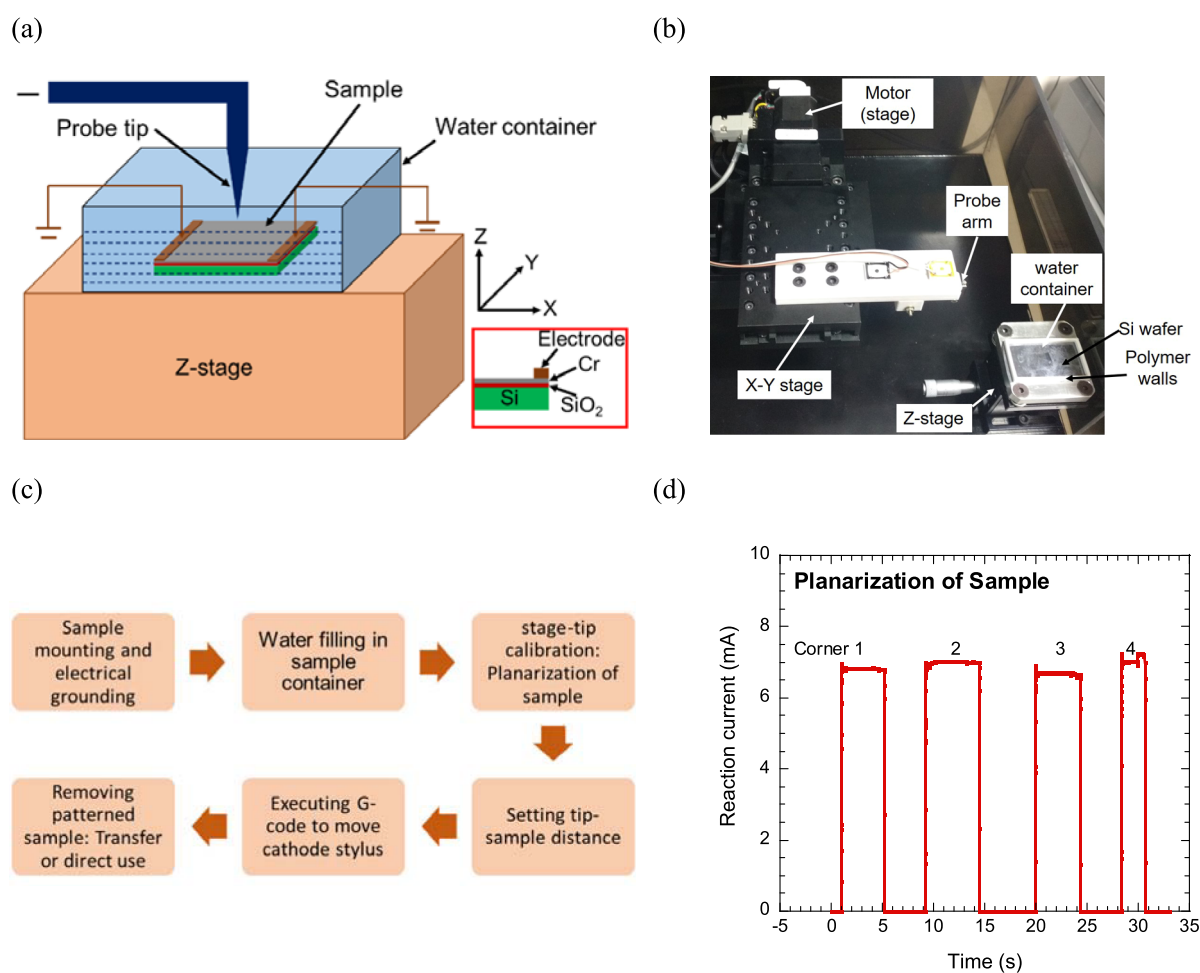 (a)
–
Probe tip
Sample
Water container
Z
Y
X
Z-stage
Electrode
Cr
Si
SiO2
(b)
Motor
(stage)
Probe
arm
water
container
Si wafer
Polymer
walls
X-Y stage
Z-stage
(c)
Sample
mounting and
electrical
grounding
Water filling in
sample
container
stage-tip
calibration:
Planarization of
sample
Setting tip-
sample distance
Executing G-
code to move
cathode stylus
Removing
patterned
sample: Transfer
or direct use
(d)
Planarization of Sample
Corner 1
2
3
4
Reaction current (mA)
10
8
6
4
2
0
-5
0
5
10
15
20
25
30
35
Time (s)